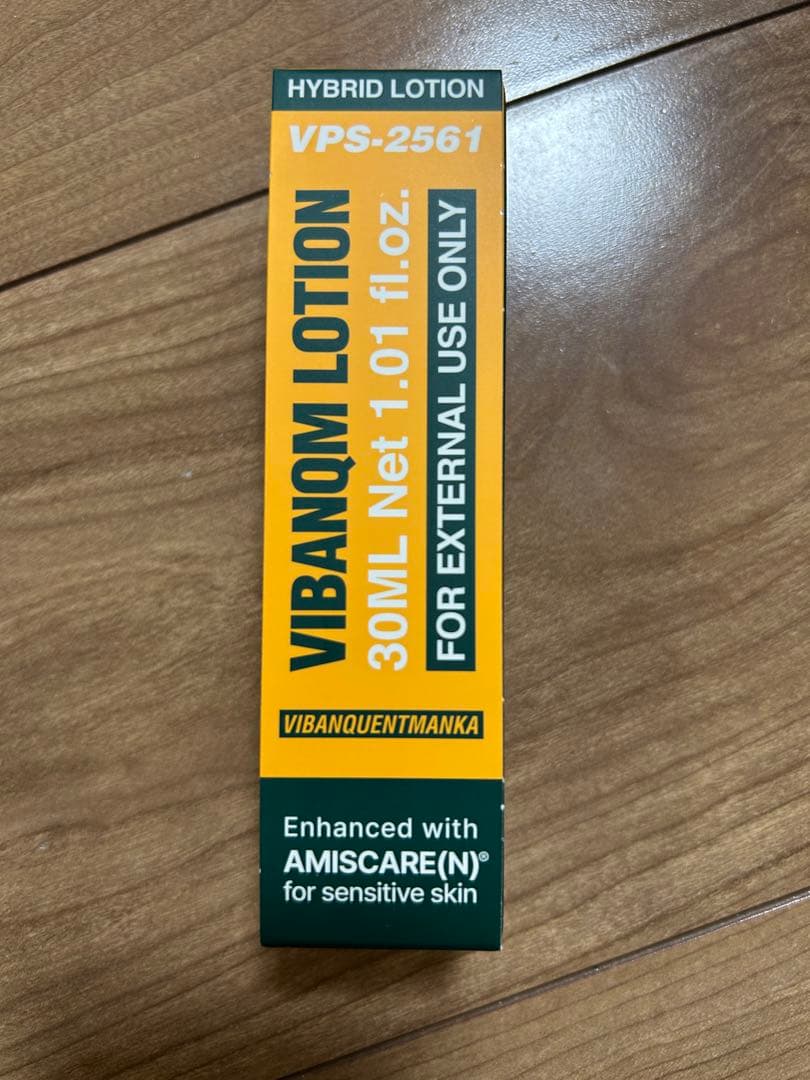 HYBRID LOTION
VPS-2561
VIBANQM LOTION
30ML Net 1.01 fl.oz.
FOR EXTERNAL USE ONLY
VIBANQUENTMANKA
Enhanced with
AMISCARE(N)®
for sensitive skin